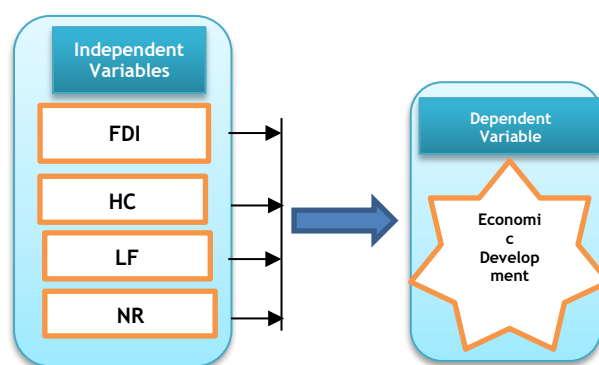 Independent
Variables
FDI
HC
LF
NR
Dependent
Variable
Economi
c
Develop
ment